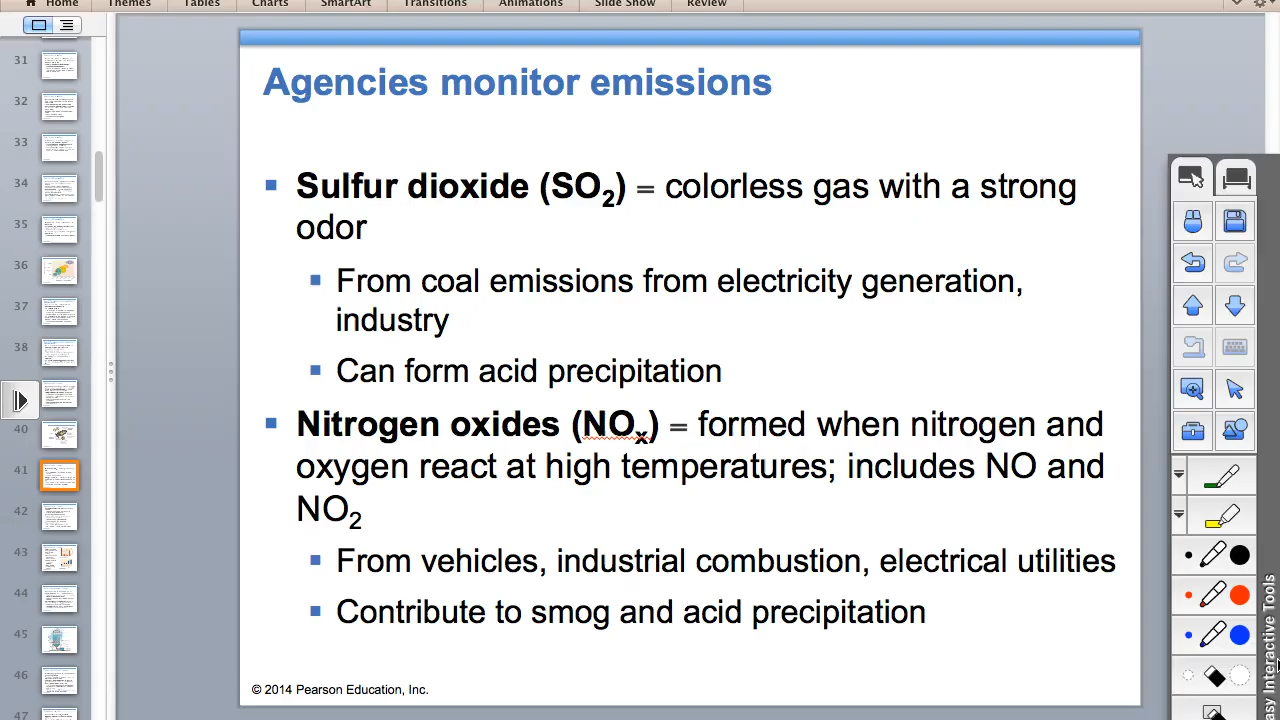 Home Themes Tables Charts SmartArt Transitions Animations Slide Show Review
31
32
33
34
35
36
37
38
40
41
42
43
44
45
46
47
Agencies monitor emissions
Sulfur dioxide (SO₂) = colorless gas with a strong
odor
From coal emissions from electricity generation,
industry
Can form acid precipitation
Nitrogen oxides (NOₓ) = formed when nitrogen and
oxygen react at high temperatures; includes NO and
NO₂
From vehicles, industrial combustion, electrical utilities
Contribute to smog and acid precipitation
© 2014 Pearson Education, Inc.
Interactive Tools